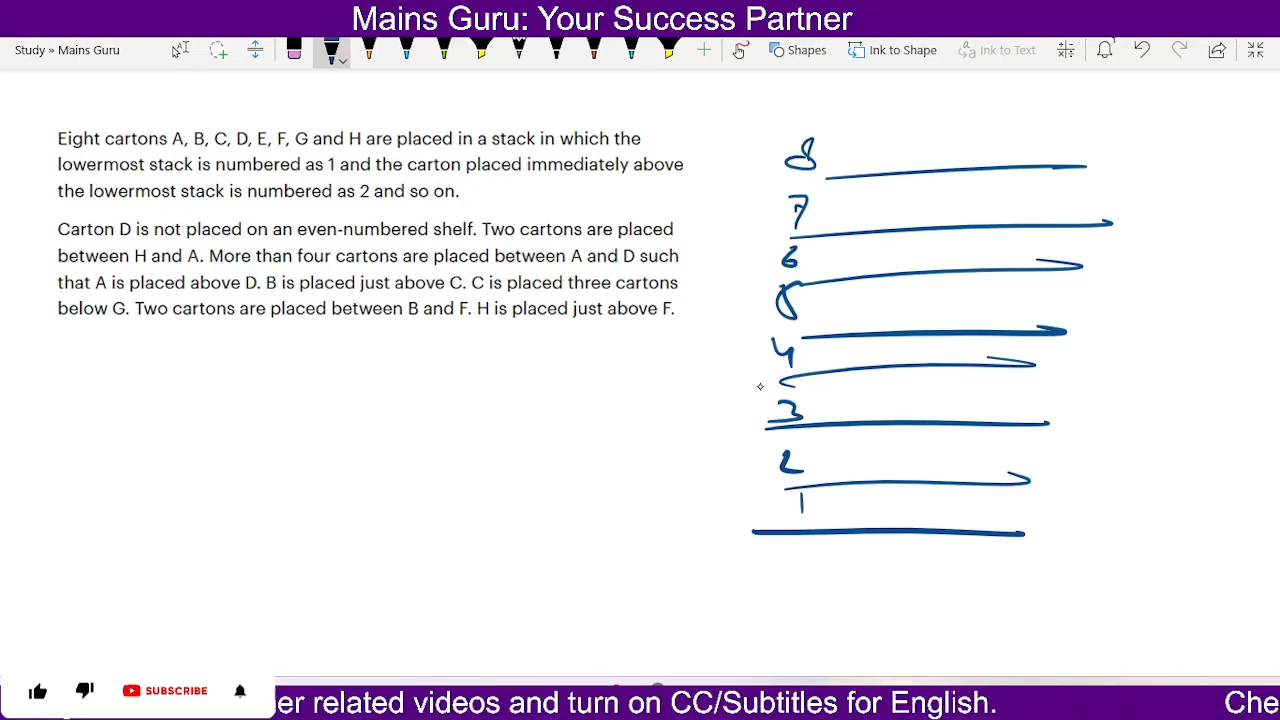 Mains Guru: Your Success Partner
Study » Mains Guru
Shapes
Ink to Shape
Ink to Text
Eight cartons A, B, C, D, E, F, G and H are placed in a stack in which the
lowermost stack is numbered as 1 and the carton placed immediately above
the lowermost stack is numbered as 2 and so on.
Carton D is not placed on an even-numbered shelf. Two cartons are placed
between H and A. More than four cartons are placed between A and D such
that A is placed above D. B is placed just above C. C is placed three cartons
below G. Two cartons are placed between B and F. H is placed just above F.
8
7
6
5
4
3
2
1
SUBSCRIBE
er related videos and turn on CC/Subtitles for English.
Che